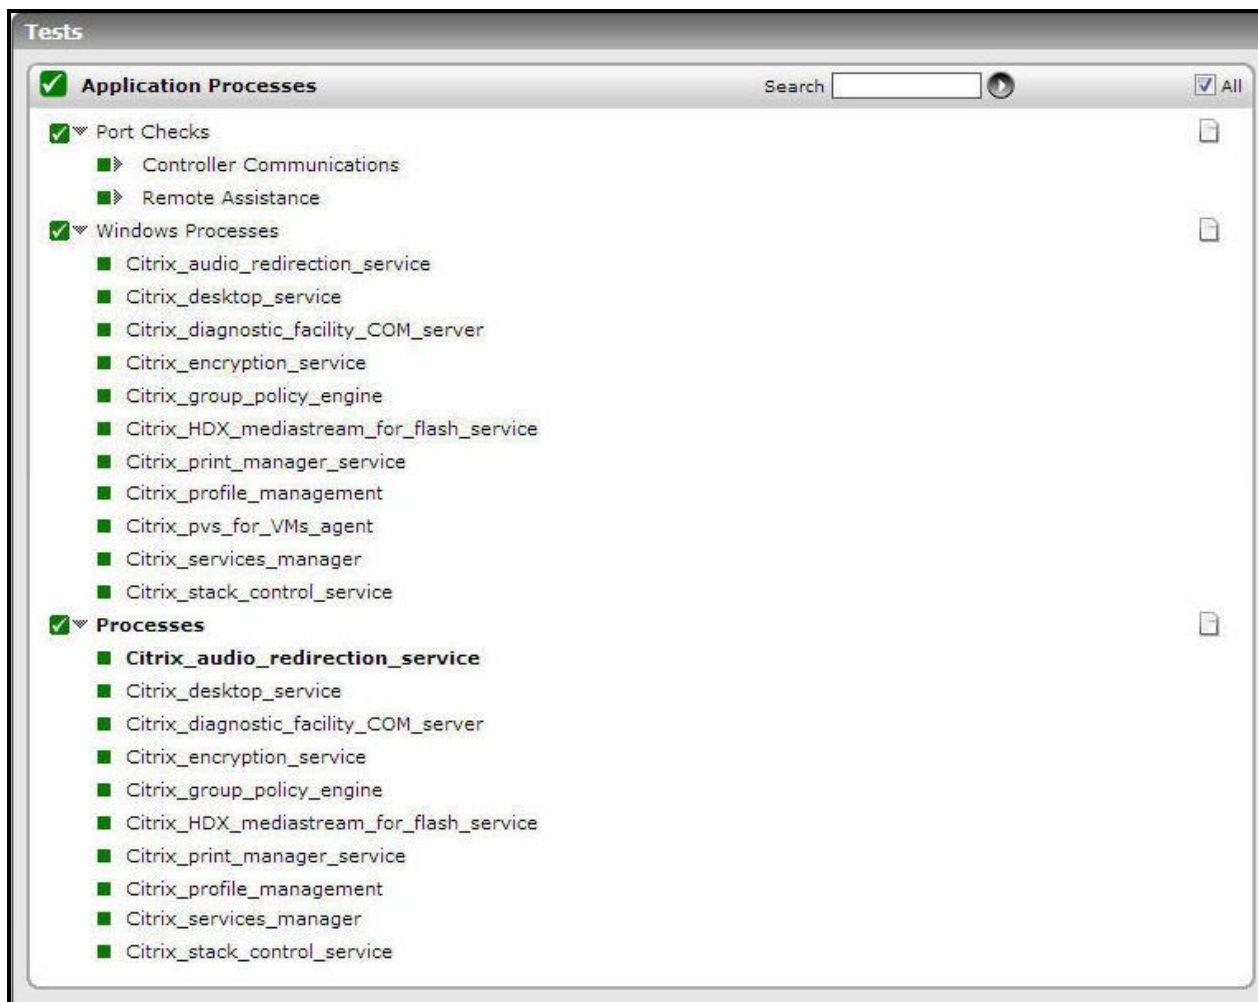 Tests
Application Processes Search All
Port Checks
Controller Communications
Remote Assistance
Windows Processes
Citrix_audio_redirection_service
Citrix_desktop_service
Citrix_diagnostic_facility_COM_server
Citrix_encryption_service
Citrix_group_policy_engine
Citrix_HDX_mediastream_for_flash_service
Citrix_print_manager_service
Citrix_profile_management
Citrix_pvs_for_VMs_agent
Citrix_services_manager
Citrix_stack_control_service
Processes
Citrix_audio_redirection_service
Citrix_desktop_service
Citrix_diagnostic_facility_COM_server
Citrix_encryption_service
Citrix_group_policy_engine
Citrix_HDX_mediastream_for_flash_service
Citrix_print_manager_service
Citrix_profile_management
Citrix_services_manager
Citrix_stack_control_service